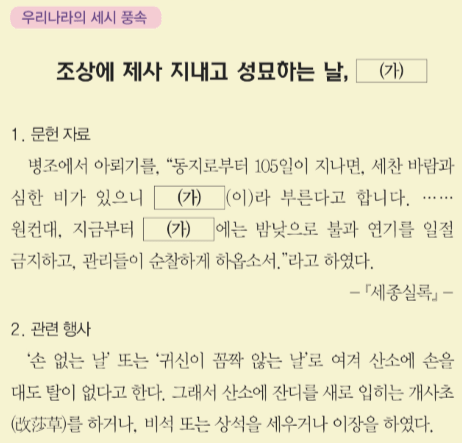 우리나라의 세시 풍속
조상에 제사 지내고 성묘하는 날, (가)
1. 문헌 자료
병조에서 아뢰기를, “동지로부터 105일이 지나면, 세찬 바람과
심한 비가 있으니 (가) (이)라 부른다고 합니다. ……
원컨대, 지금부터 (가) 에는 밤낮으로 불과 연기를 일절
금지하고, 관리들이 순찰하게 하옵소서.”라고 하였다.
-『세종실록』-
2. 관련 행사
‘손 없는 날’ 또는 ‘귀신이 꼼짝 않는 날’로 여겨 산소에 손을
대도 탈이 없다고 한다. 그래서 산소에 잔디를 새로 입히는 개사초
(改莎草)를 하거나, 비석 또는 상석을 세우거나 이장을 하였다.